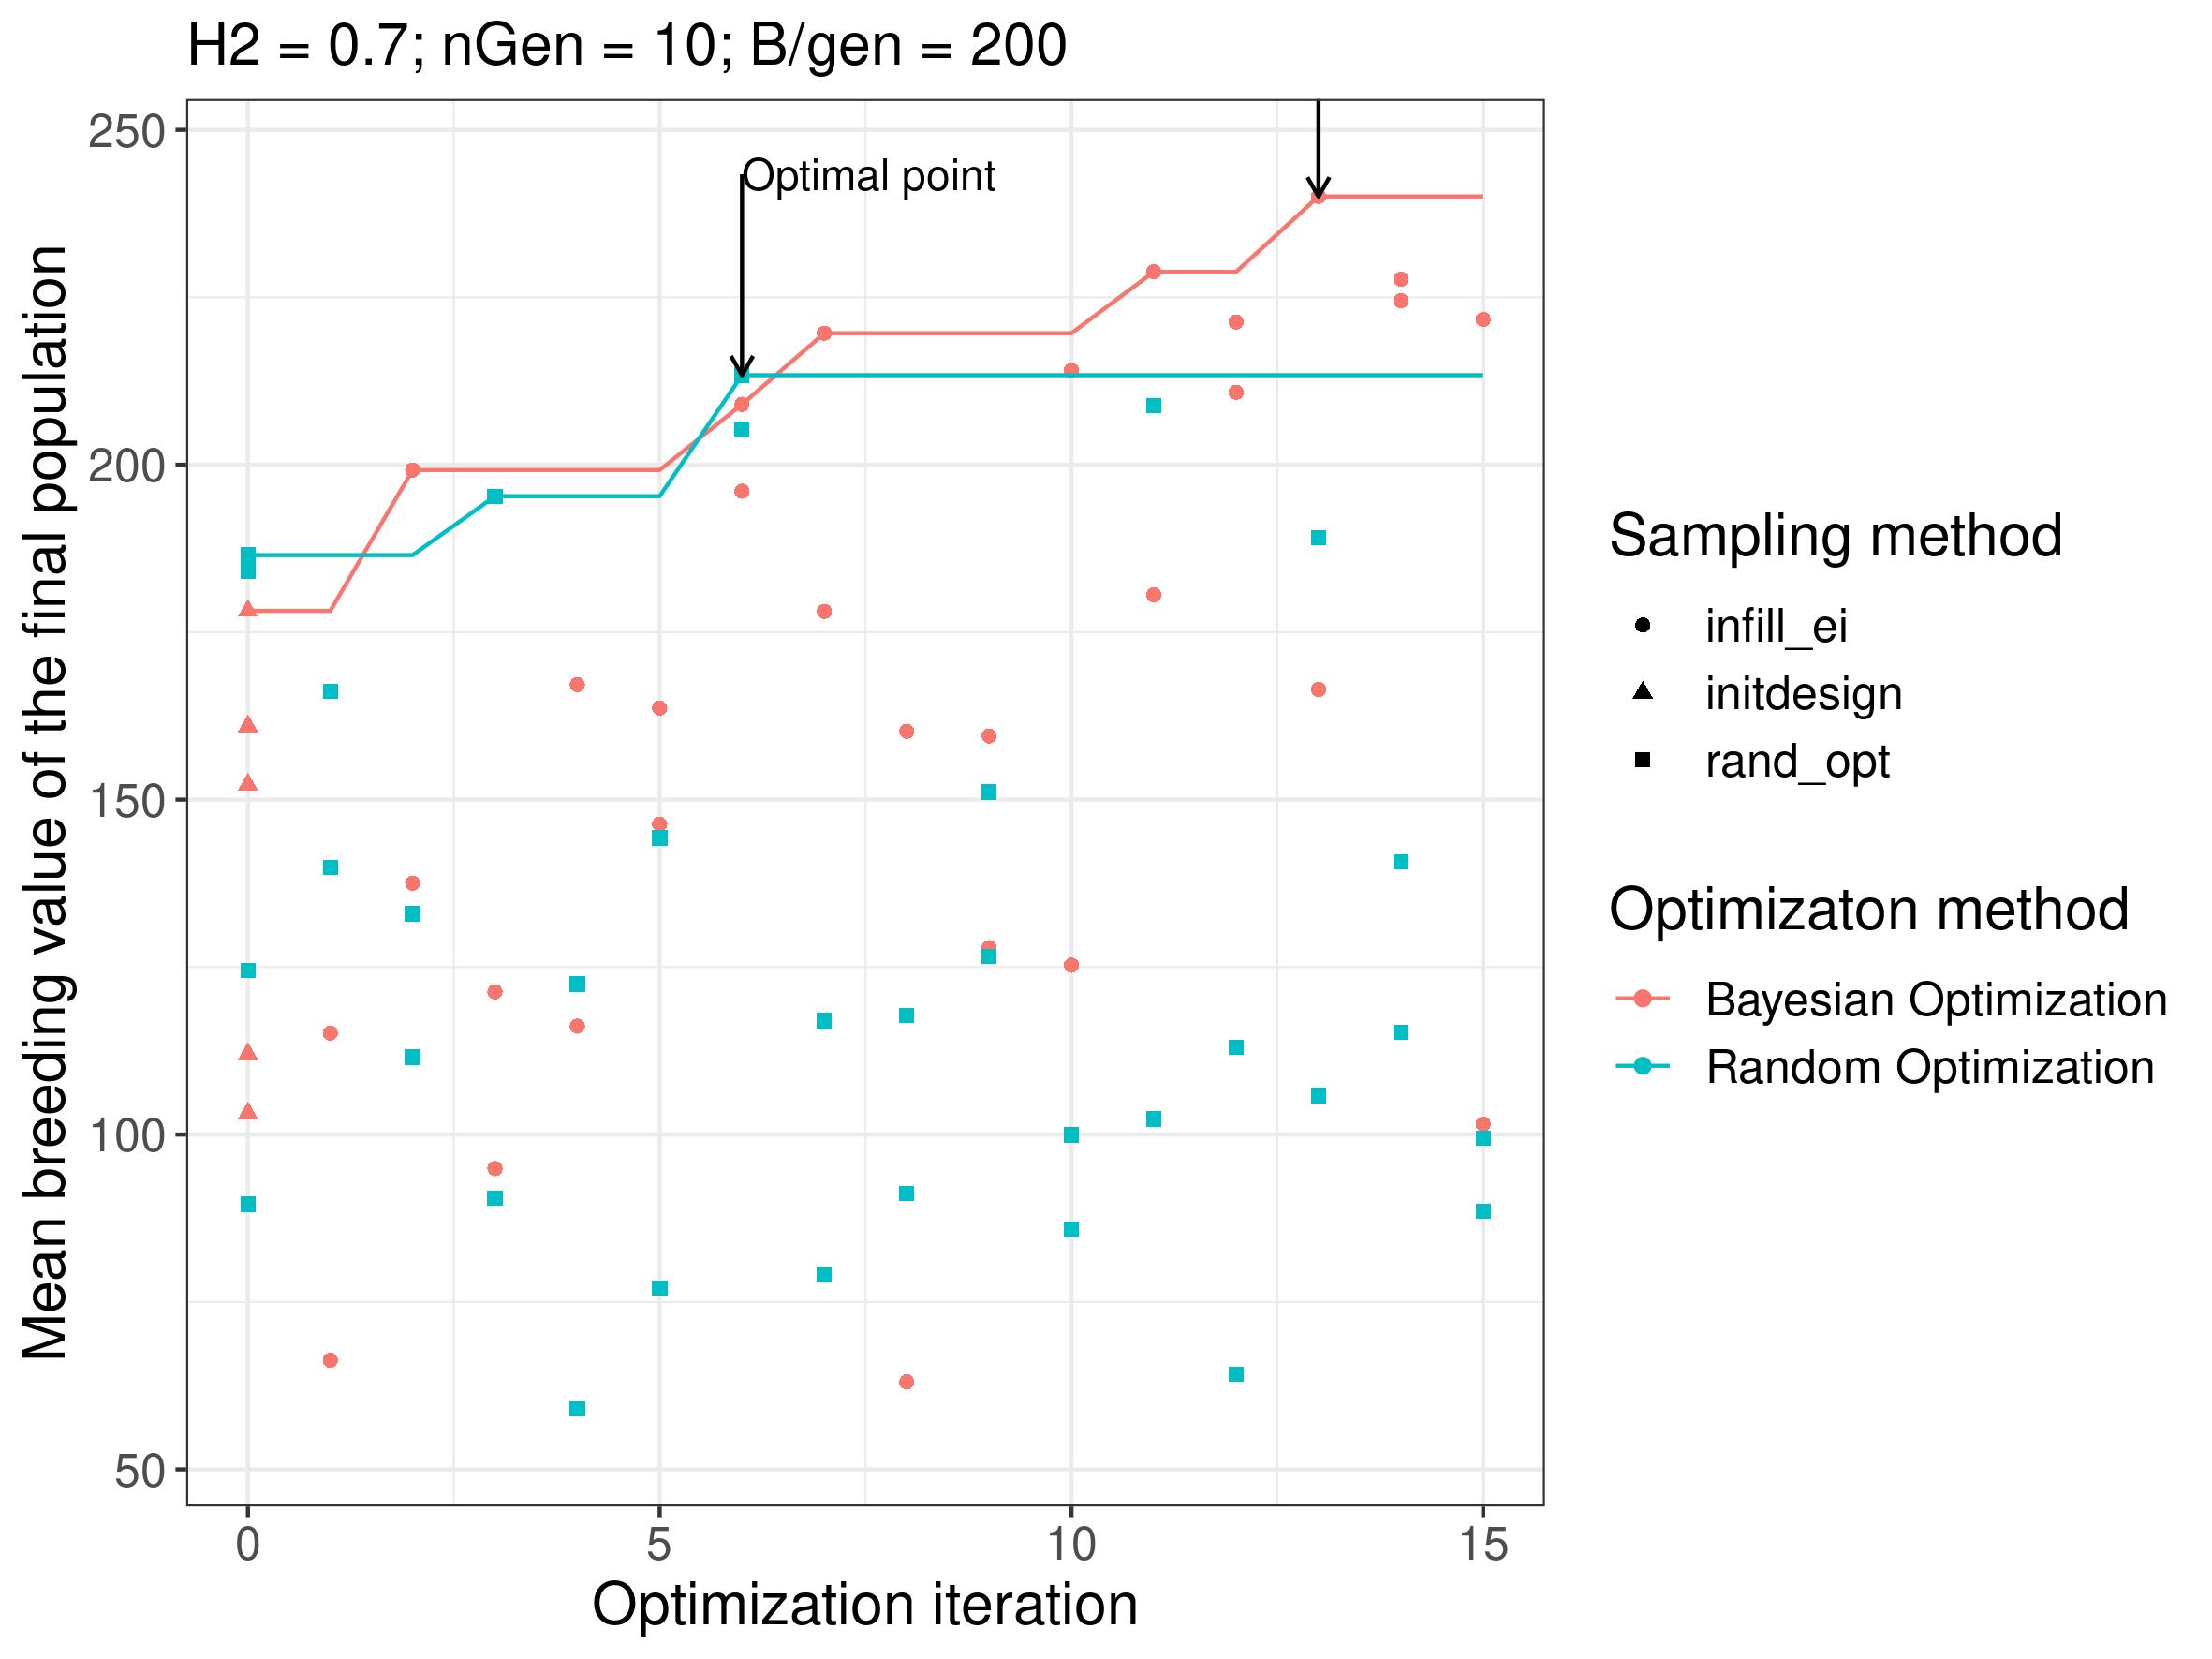 H2 = 0.7; nGen = 10; B/gen = 200
Mean breeding value of the final population
250
200
150
100
50
Optimal point
0
5
10
15
Optimization iteration
Sampling method
infill_ei
initdesign
rand_opt
Optimizaton method
Bayesian Optimization
Random Optimization